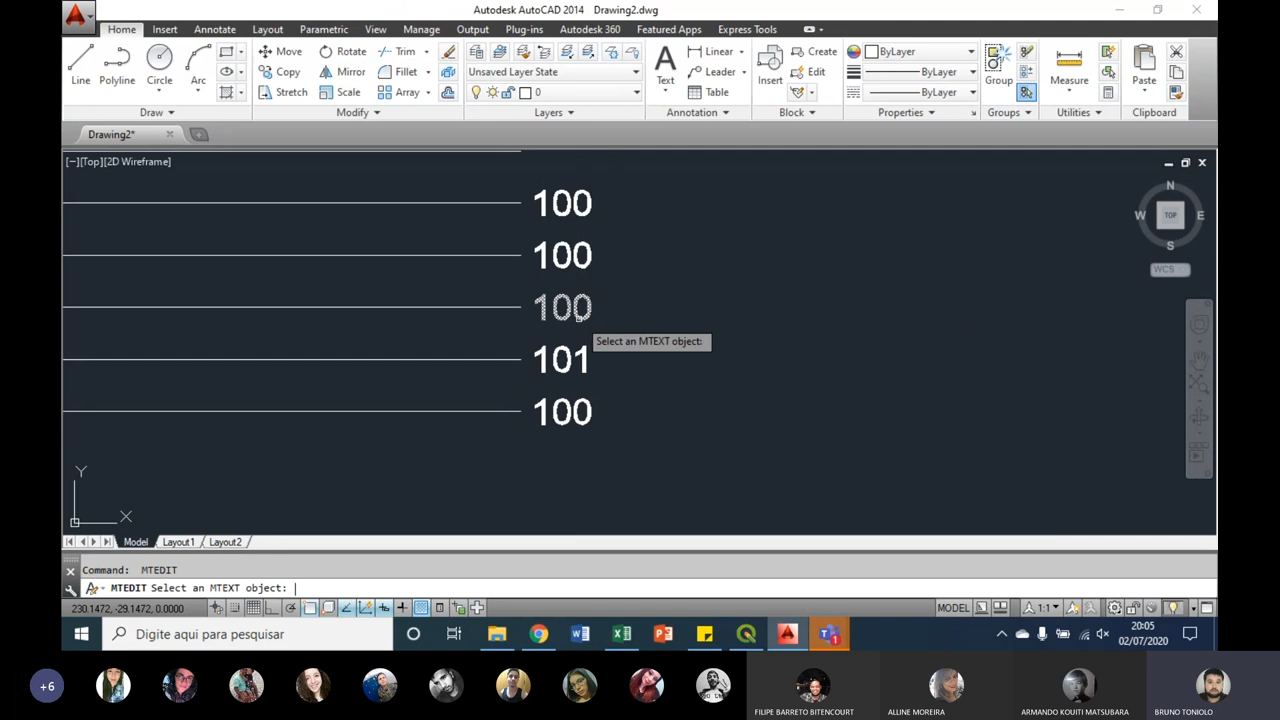 Autodesk AutoCAD 2014 Drawing2.dwg
Home Insert Annotate Layout Parametric View Manage Output Plug-ins Autodesk 360 Featured Apps Express Tools
Line Polyline Circle Arc
Move Rotate Trim
Copy Mirror Fillet
Stretch Scale Array
Unsaved Layer State
0
Text
Linear
Leader
Table
Insert
Create
Edit
ByLayer
ByLayer
ByLayer
Group
Measure
Paste
Draw Modify Layers Annotation Block Properties Groups Utilities Clipboard
Drawing2*
[−][Top][2D Wireframe]
N
W TOP E
S
WCS
100
100
100
Select an MTEXT object:
101
100
Y
X
Model Layout1 Layout2
Command: MTEDIT
MTEDIT Select an MTEXT object:
230.1472, -29.1472, 0.0000
MODEL 1:1
Digite aqui para pesquisar
1
20:05
02/07/2020
+6
FILIPE BARRETO BITENCOURT ALLINE MOREIRA ARMANDO KOUITI MATSUBARA BRUNO TONIOLO